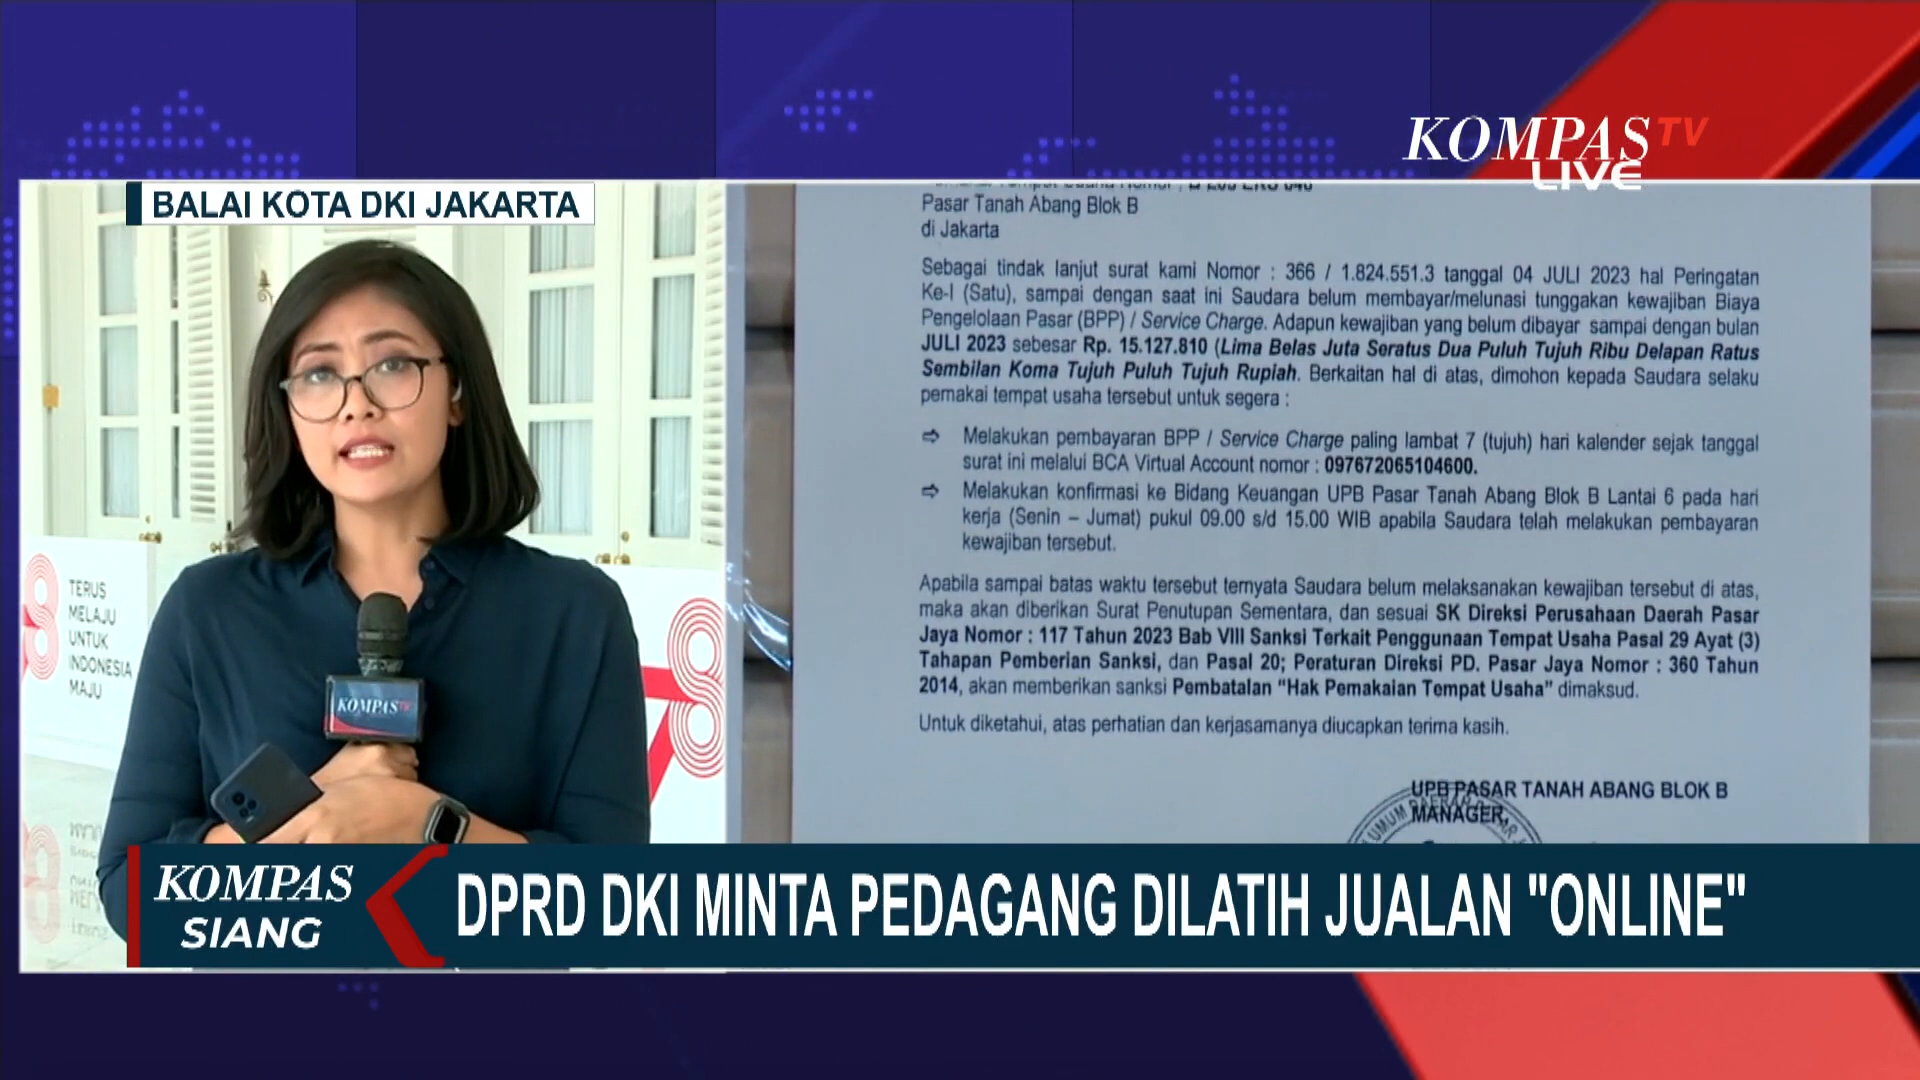 KOMPAS TV
LIVE
BALAI KOTA DKI JAKARTA
Pasar Tanah Abang Blok B
di Jakarta
Sebagai tindak lanjut surat kami Nomor : 366 / 1.824.551.3 tanggal 04 JULI 2023 hal Peringatan
Ke-I (Satu), sampai dengan saat ini Saudara belum membayar/melunasi tunggakan kewajiban Biaya
Pengelolaan Pasar (BPP) / Service Charge. Adapun kewajiban yang belum dibayar sampai dengan bulan
JULI 2023 sebesar Rp. 15.127.810 (Lima Belas Juta Seratus Dua Puluh Tujuh Ribu Delapan Ratus
Sembilan Koma Tujuh Puluh Tujuh Rupiah. Berkaitan hal di atas, dimohon kepada Saudara selaku
pemakai tempat usaha tersebut untuk segera :
⇨ Melakukan pembayaran BPP / Service Charge paling lambat 7 (tujuh) hari kalender sejak tanggal
surat ini melalui BCA Virtual Account nomor : 097672065104600.
⇨ Melakukan konfirmasi ke Bidang Keuangan UPB Pasar Tanah Abang Blok B Lantai 6 pada hari
kerja (Senin – Jumat) pukul 09.00 s/d 15.00 WIB apabila Saudara telah melakukan pembayaran
kewajiban tersebut.
Apabila sampai batas waktu tersebut ternyata Saudara belum melaksanakan kewajiban tersebut di atas,
maka akan diberikan Surat Penutupan Sementara, dan sesuai SK Direksi Perusahaan Daerah Pasar
Jaya Nomor : 117 Tahun 2023 Bab VIII Sanksi Terkait Penggunaan Tempat Usaha Pasal 29 Ayat (3)
Tahapan Pemberian Sanksi, dan Pasal 20; Peraturan Direksi PD. Pasar Jaya Nomor : 360 Tahun
2014, akan memberikan sanksi Pembatalan “Hak Pemakaian Tempat Usaha” dimaksud.
Untuk diketahui, atas perhatian dan kerjasamanya diucapkan terima kasih.
UPB PASAR TANAH ABANG BLOK B
MANAGER,
UMUM DAERAH
8
TERUS
MELAJU
UNTUK
INDONESIA
MAJU
78
KOMPAS TV
KOMPAS
SIANG
DPRD DKI MINTA PEDAGANG DILATIH JUALAN "ONLINE"